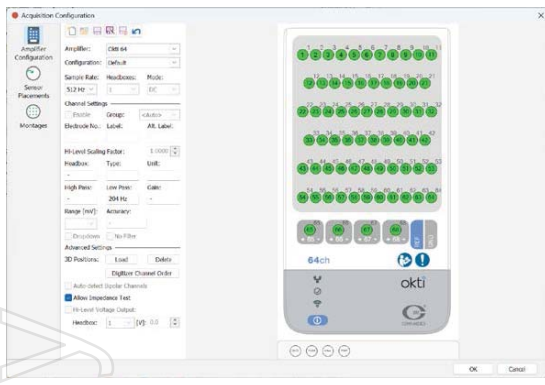 Acquisition Configuration
Amplifier Configuration
Sensor Placements
Montages
Amplifier: Okti 64
Configuration: Default
Sample Rate: Headboxes: Mode:
512 Hz 1 DC
Channel Settings
Enable Group: <Auto>
Electrode No.: Label: Alt. Label:
Hi-Level Scaling Factor: 1.0000
Headbox: Type: Unit:
-
High Pass: Low Pass: Gain:
- 204 Hz -
Range [mV]: Accuracy:
-
Dropdown No Filter
Advanced Settings
3D Positions: Load Delete
Digitizer Channel Order
Auto-detect Bipolar Channels
Allow Impedance Test
Hi-Level Voltage Output:
Headbox: 1 [V]: 0.0
1 2 3 4 5 6 7 8 9 10 11
12 13 14 15 16 17 18 19 20 21
22 23 24 25 26 27 28 29 30 31 32
33 34 35 36 37 38 39 40 41 42
43 44 45 46 47 48 49 50 51 52 53
54 55 56 57 58 59 60 61 62 63 64
65 66 67 68
+ 65 - + 66 - + 67 - + 68 -
REF
GND
64ch
okti
OK Cancel